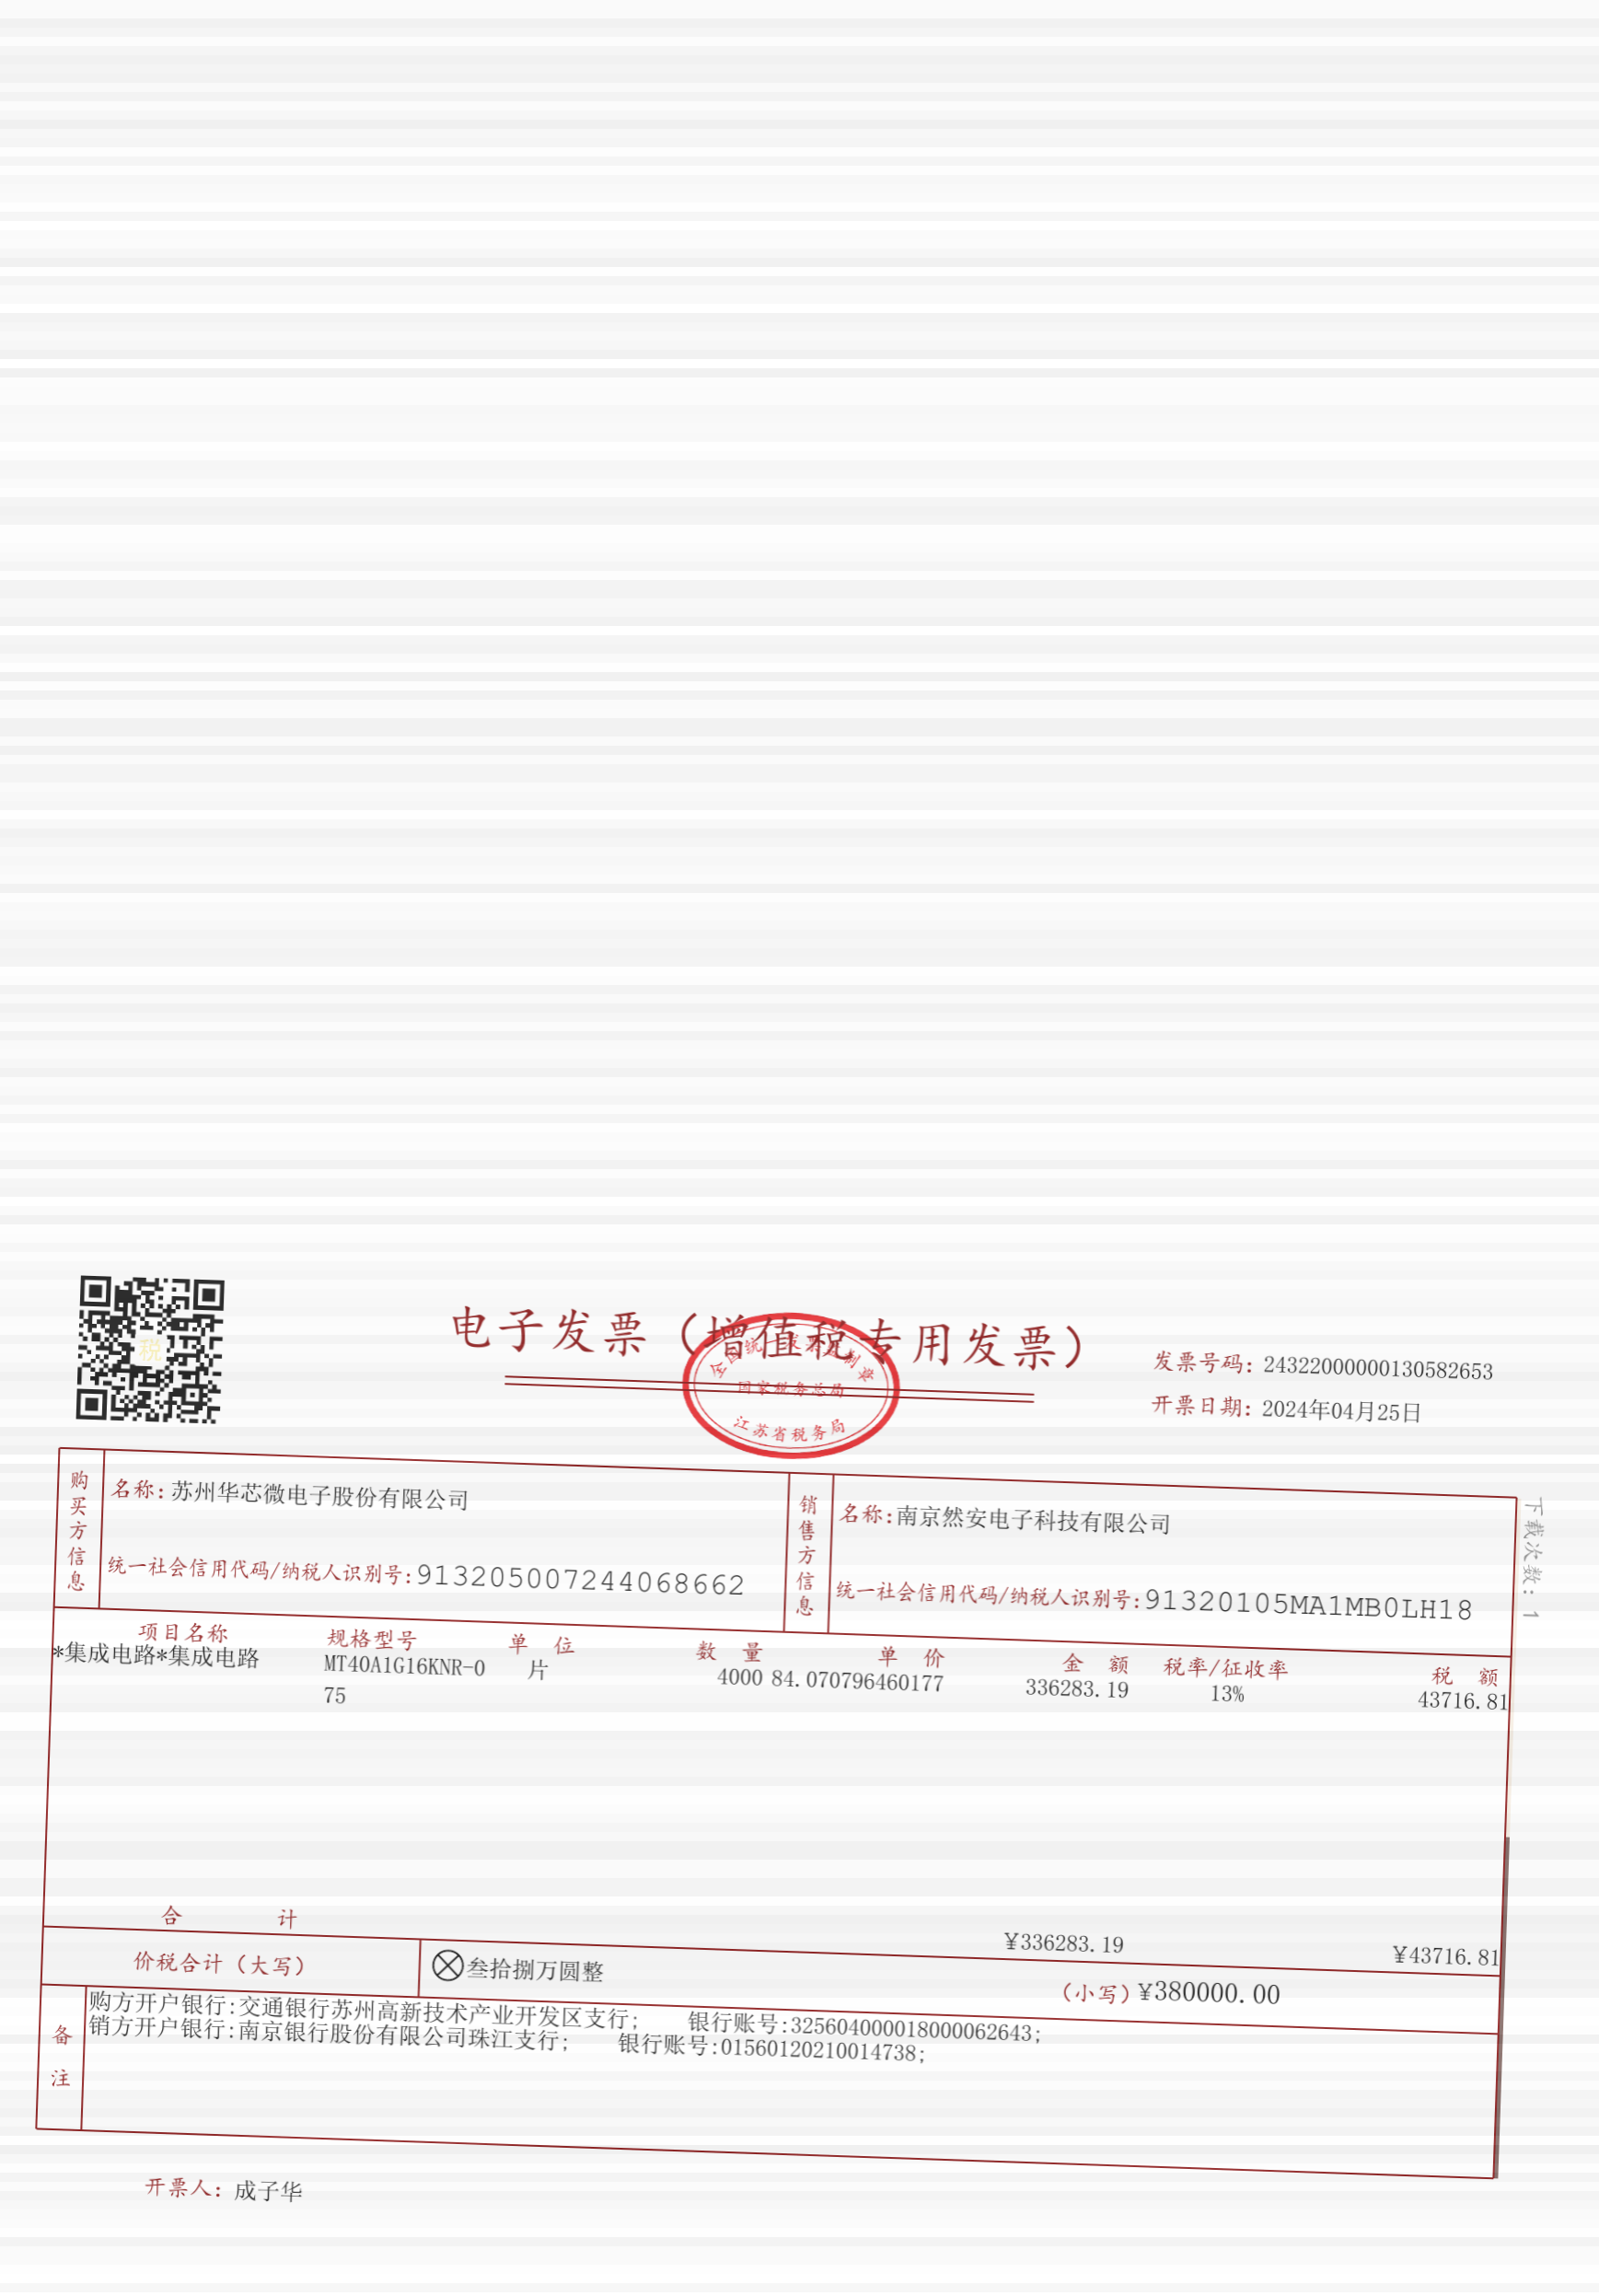 电子发票（增值税专用发票）
全国统一发票监制章
国家税务总局
江苏省税务局
税
发票号码: 24322000000130582653
开票日期: 2024年04月25日
购买方信息
名称: 苏州华芯微电子股份有限公司
统一社会信用代码/纳税人识别号: 913205007244068662
销售方信息
名称: 南京然安电子科技有限公司
统一社会信用代码/纳税人识别号: 91320105MA1MB0LH18
下载次数: 1
项目名称 规格型号 单 位 数 量 单 价 金 额 税率/征收率 税 额
*集成电路*集成电路 MT40A1G16KNR-0 片 4000 84.070796460177 336283.19 13% 43716.81
75
合 计 ¥336283.19 ¥43716.81
价税合计（大写） 叁拾捌万圆整 （小写）¥380000.00
备注
购方开户银行:交通银行苏州高新技术产业开发区支行; 银行账号:325604000018000062643;
销方开户银行:南京银行股份有限公司珠江支行; 银行账号:01560120210014738;
开票人: 成子华